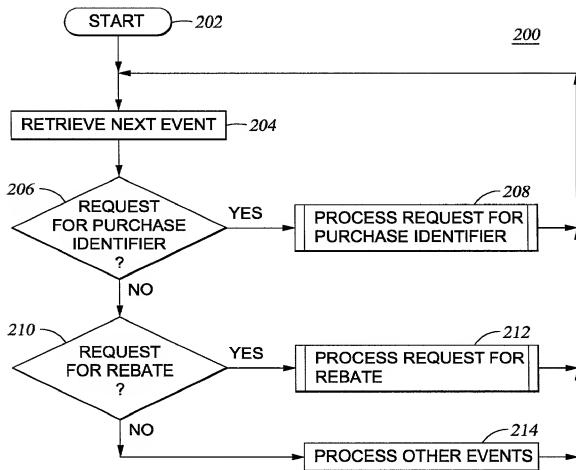 START
202
200
RETRIEVE NEXT EVENT
204
206
REQUEST
FOR PURCHASE
IDENTIFIER
?
YES
208
PROCESS REQUEST FOR
PURCHASE IDENTIFIER
NO
210
REQUEST
FOR REBATE
?
YES
212
PROCESS REQUEST FOR
REBATE
NO
214
PROCESS OTHER EVENTS